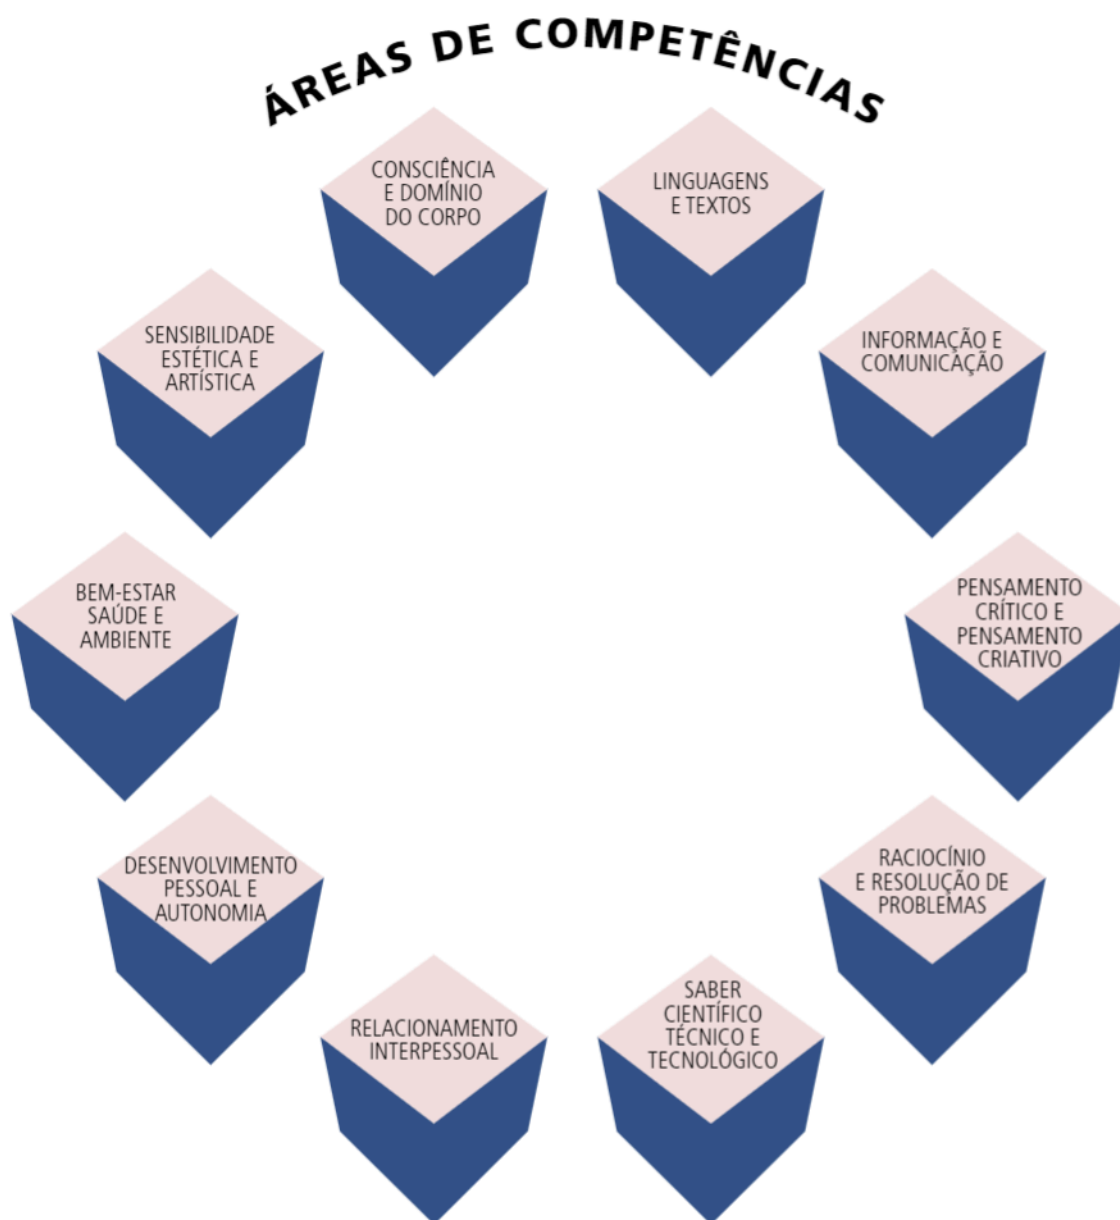 ÁREAS DE COMPETÊNCIAS
CONSCIÊNCIA
E DOMÍNIO
DO CORPO
LINGUAGENS
E TEXTOS
SENSIBILIDADE
ESTÉTICA E
ARTÍSTICA
INFORMAÇÃO E
COMUNICAÇÃO
BEM-ESTAR
SAÚDE E
AMBIENTE
PENSAMENTO
CRÍTICO E
PENSAMENTO
CRIATIVO
DESENVOLVIMENTO
PESSOAL E
AUTONOMIA
RACIOCÍNIO
E RESOLUÇÃO DE
PROBLEMAS
RELACIONAMENTO
INTERPESSOAL
SABER
CIENTÍFICO
TÉCNICO E
TECNOLÓGICO